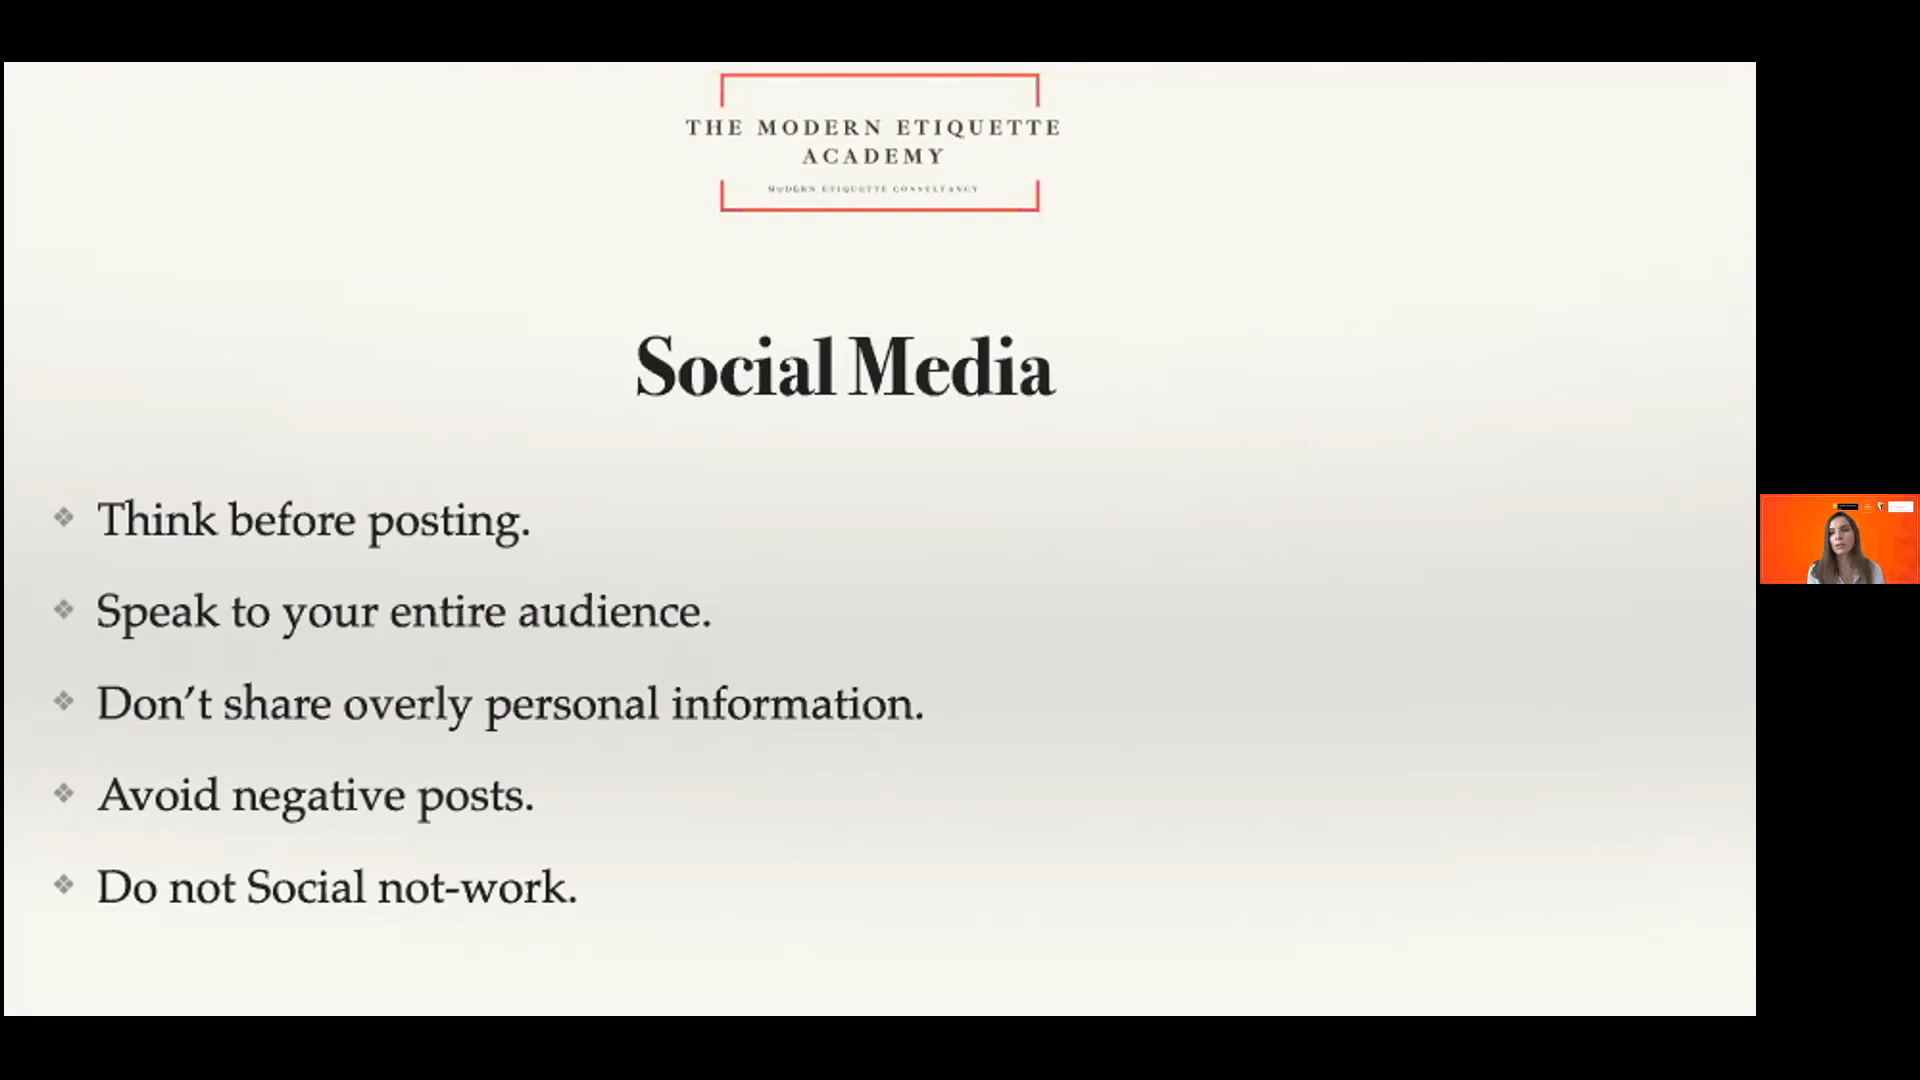 THE MODERN ETIQUETTE
ACADEMY
MODERN ETIQUETTE CONSULTANCY
Social Media
❖ Think before posting.
❖ Speak to your entire audience.
❖ Don’t share overly personal information.
❖ Avoid negative posts.
❖ Do not Social not-work.